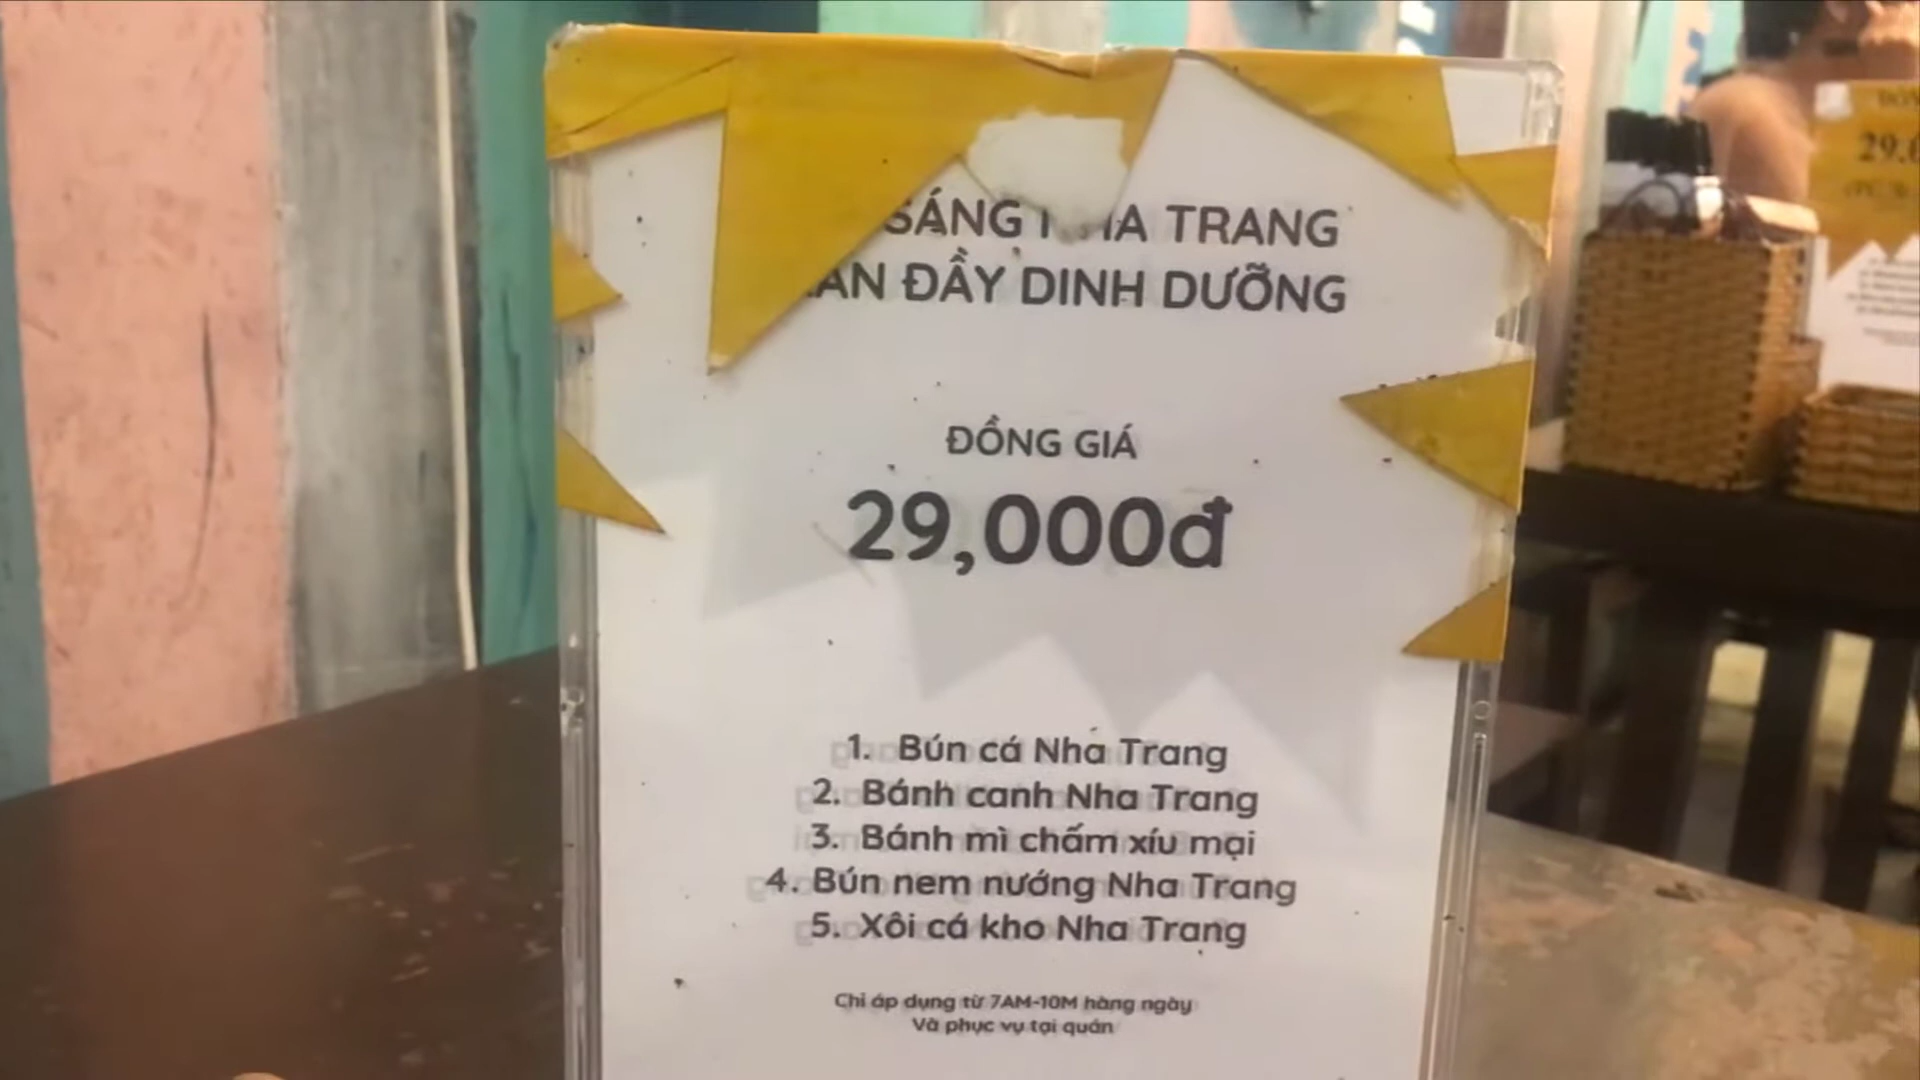 SÁNG NHA TRANG
ĐẦY DINH DƯỠNG
ĐỒNG GIÁ
29,000đ
1. Bún cá Nha Trang
2. Bánh canh Nha Trang
3. Bánh mì chấm xíu mại
4. Bún nem nướng Nha Trang
5. Xôi cá kho Nha Trang
Chỉ áp dụng từ 7AM-10M hàng ngày
Và phục vụ tại quán
29.